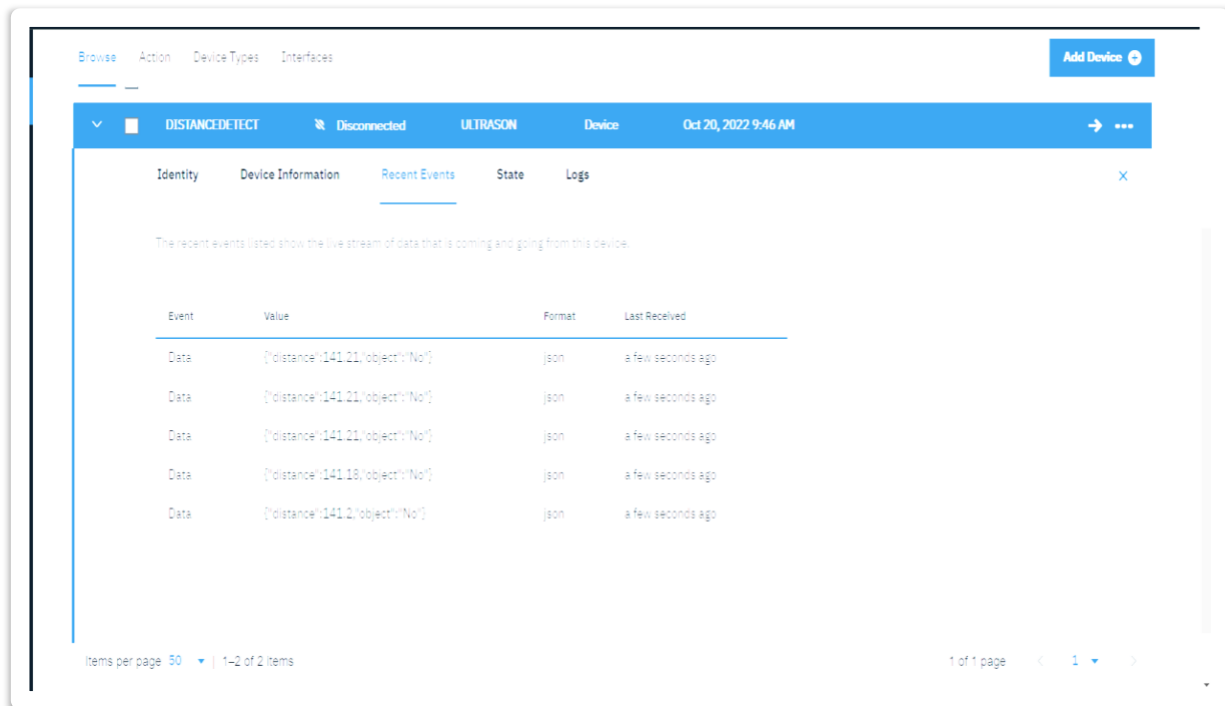 Browse Action Device Types Interfaces Add Device
DISTANCEDETECT Disconnected ULTRASON Device Oct 20, 2022 9:46 AM
Identity Device Information Recent Events State Logs
The recent events listed show the live stream of data that is coming and going from this device.
Event Value Format Last Received
Data {"distance":141.21,"object":"No"} json a few seconds ago
Data {"distance":141.21,"object":"No"} json a few seconds ago
Data {"distance":141.21,"object":"No"} json a few seconds ago
Data {"distance":141.18,"object":"No"} json a few seconds ago
Data {"distance":141.2,"object":"No"} json a few seconds ago
Items per page 50 | 1–2 of 2 items 1 of 1 page 1